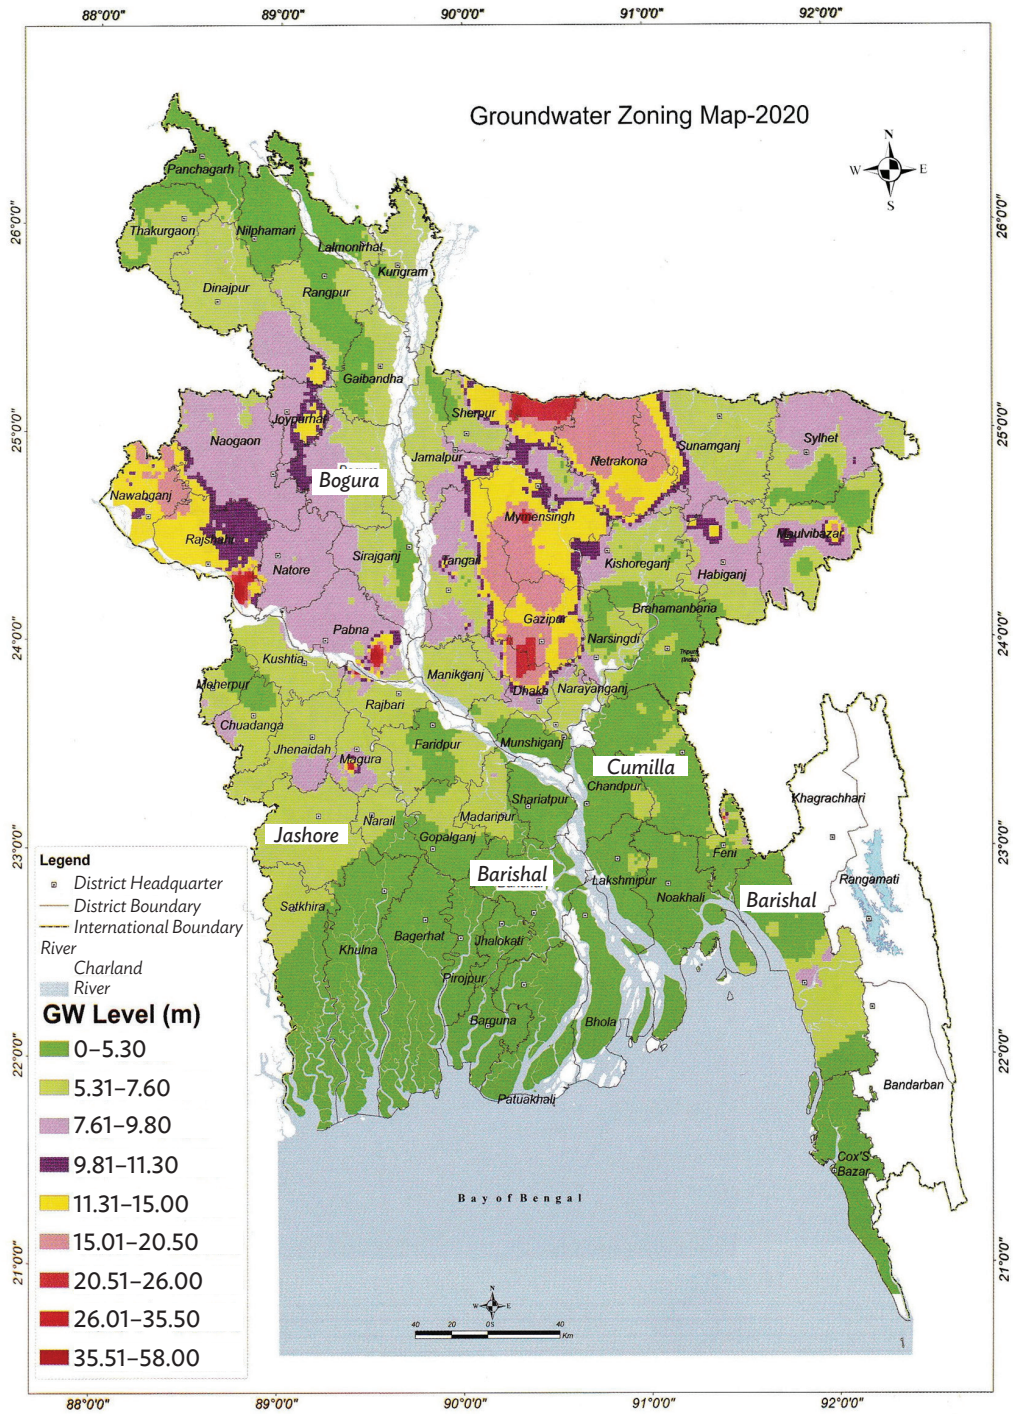 88°0'0"
89°0'0"
90°0'0"
91°0'0"
92°0'0"
Groundwater Zoning Map-2020
N
W
E
S
26°0'0"
26°0'0"
25°0'0"
25°0'0"
24°0'0"
24°0'0"
23°0'0"
23°0'0"
22°0'0"
22°0'0"
21°0'0"
21°0'0"
Panchagarh
Thakurgaon
Nilphamari
Lalmonirhat
Kurigram
Dinajpur
Rangpur
Gaibandha
Sherpur
Joypurhat
Naogaon
Jamalpur
Netrakona
Sunamganj
Sylhet
Bogura
Nawabganj
Mymensingh
Rajshahi
Maulvibazar
Sirajganj
Tangail
Kishoreganj
Natore
Habiganj
Gazipur
Brahamanbaria
Pabna
Narsingdi
Tripura
(India)
Kushtia
Manikganj
Meherpur
Dhaka
Narayanganj
Rajbari
Chuadanga
Jhenaidah
Faridpur
Munshiganj
Magura
Cumilla
Chandpur
Khagrachhari
Shariatpur
Narail
Madaripur
Jashore
Gopalganj
Feni
Barishal
Lakshmipur
Rangamati
Noakhali
Barishal
Satkhira
Bagerhat
Jhalokati
Khulna
Pirojpur
Barguna
Bhola
Patuakhali
Bandarban
Cox'S
Bazar
Bay of Bengal
Legend
District Headquarter
District Boundary
International Boundary
River
Charland
River
GW Level (m)
0–5.30
5.31–7.60
7.61–9.80
9.81–11.30
11.31–15.00
15.01–20.50
20.51–26.00
26.01–35.50
35.51–58.00
N
W
E
S
40
20
0
40
Km
88°0'0"
89°0'0"
90°0'0"
91°0'0"
92°0'0"